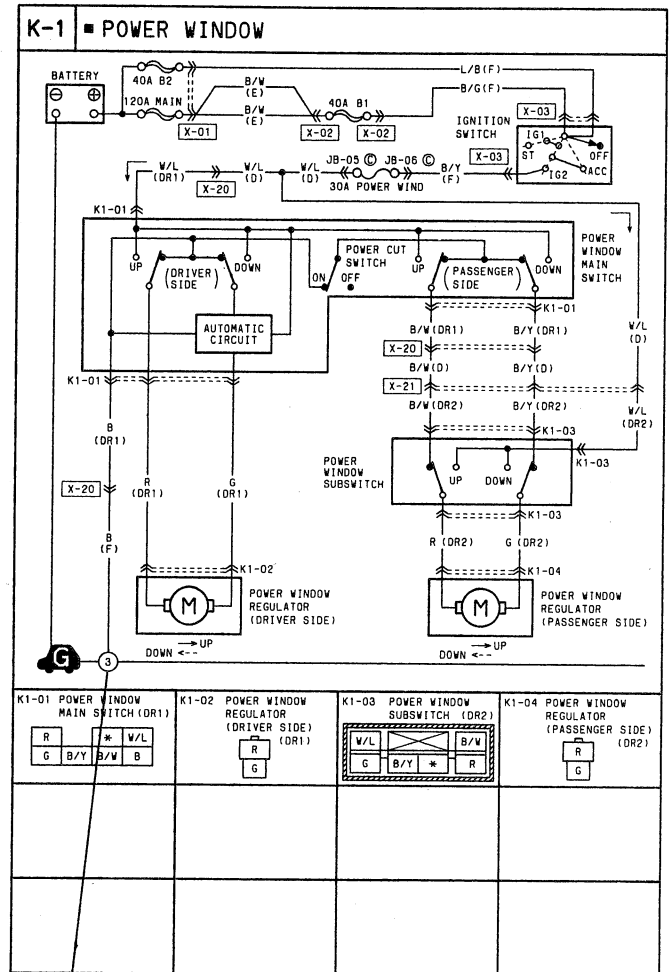 K-1 ■ POWER WINDOW
BATTERY
40A B2
120A MAIN
B/W (E)
B/W (E)
40A B1
L/B(F)
B/G(F)
X-01
X-02
X-02
X-03
IGNITION SWITCH
IG1
ST
OFF
IG2
ACC
W/L (DR1)
X-20
W/L (D)
W/L (D)
JB-05 Ⓒ JB-06 Ⓒ
30A POWER WIND
B/Y (F)
X-03
K1-01
UP
(DRIVER SIDE)
DOWN
POWER CUT SWITCH
ON
OFF
UP
(PASSENGER SIDE)
DOWN
POWER WINDOW MAIN SWITCH
AUTOMATIC CIRCUIT
K1-01
B/W(DR1)
B/Y(DR1)
X-20
B/W(D)
B/Y(D)
X-21
B/W(DR2)
B/Y(DR2)
W/L (D)
W/L (DR2)
K1-01
B (DR1)
R (DR1)
G (DR1)
X-20
B (F)
K1-03
K1-03
POWER WINDOW SUBSWITCH
UP
DOWN
K1-03
R (DR2)
G (DR2)
K1-02
K1-04
M
POWER WINDOW REGULATOR (DRIVER SIDE)
M
POWER WINDOW REGULATOR (PASSENGER SIDE)
→ UP
DOWN <--
→ UP
DOWN <--
G
3
K1-01 POWER WINDOW MAIN SWITCH(DR1)
R * W/L
G B/Y B/W B
K1-02 POWER WINDOW REGULATOR (DRIVER SIDE) (DR1)
R
G
K1-03 POWER WINDOW SUBSWITCH (DR2)
W/L B/W
G B/Y * R
K1-04 POWER WINDOW REGULATOR (PASSENGER SIDE) (DR2)
R
G